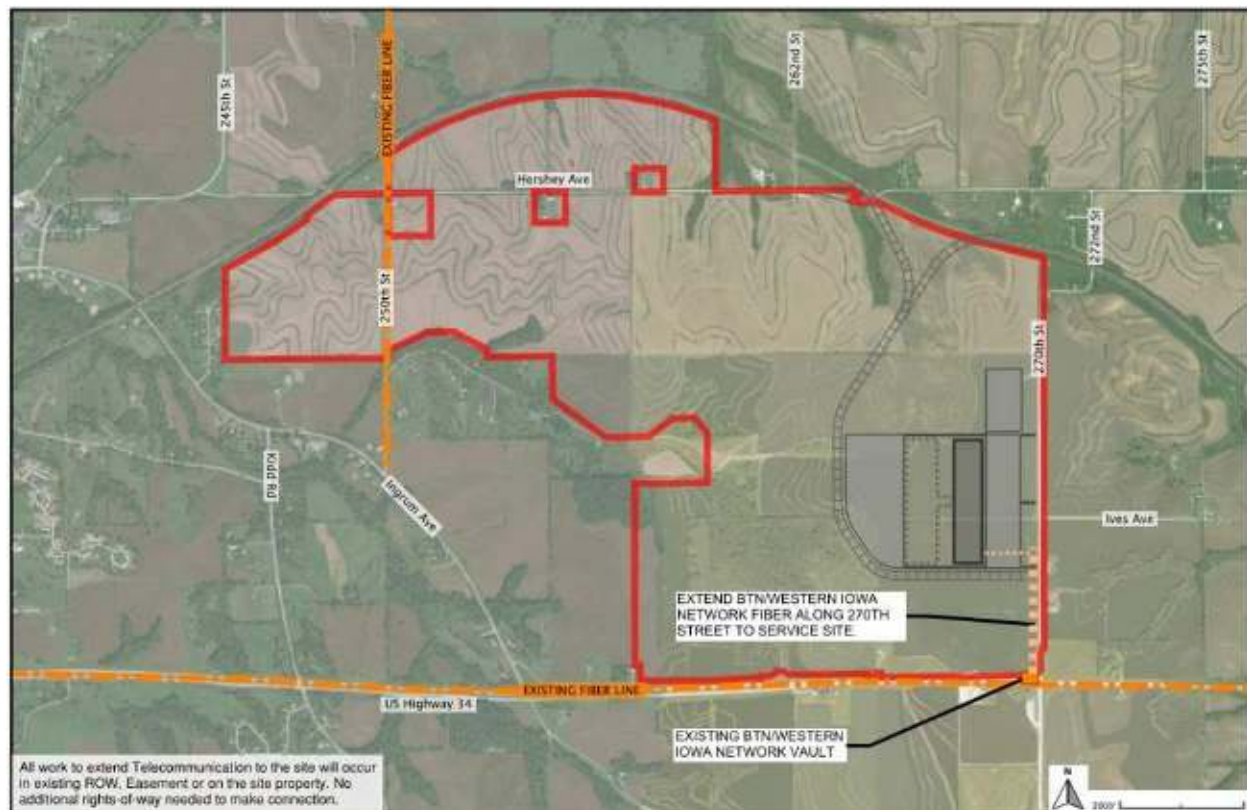 EXISTING FIBER LINE
245th St
262nd St
275th St
Hershey Ave
272nd St
250th St
270th St
Kidd Rd
Ingrum Ave
Ives Ave
EXTEND BTN/WESTERN IOWA
NETWORK FIBER ALONG 270TH
STREET TO SERVICE SITE.
EXISTING FIBER LINE
US Highway 34
EXISTING BTN/WESTERN
IOWA NETWORK VAULT
All work to extend Telecommunication to the site will occur
in existing ROW, Easement or on the site property. No
additional rights-of-way needed to make connection.
N